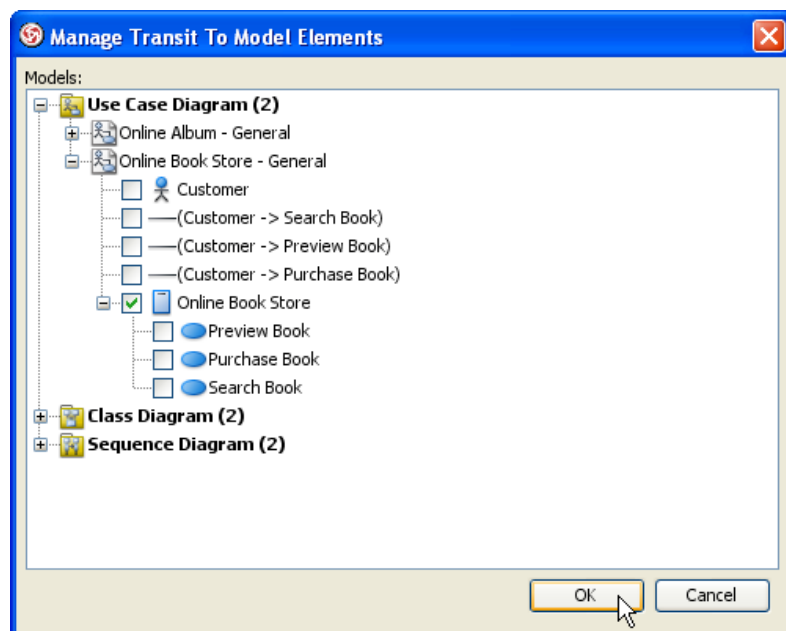 Manage Transit To Model Elements
Models:
Use Case Diagram (2)
Online Album - General
Online Book Store - General
Customer
(Customer -> Search Book)
(Customer -> Preview Book)
(Customer -> Purchase Book)
Online Book Store
Preview Book
Purchase Book
Search Book
Class Diagram (2)
Sequence Diagram (2)
OK Cancel